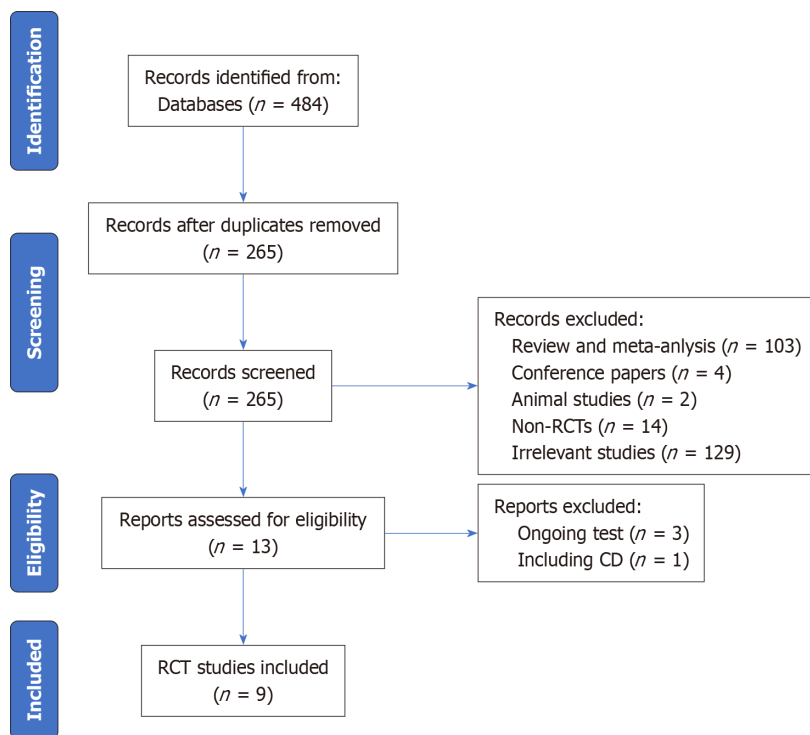 Identification
Records identified from:
Databases (n = 484)
Records after duplicates removed
(n = 265)
Screening
Records screened
(n = 265)
Records excluded:
Review and meta-anlysis (n = 103)
Conference papers (n = 4)
Animal studies (n = 2)
Non-RCTs (n = 14)
Irrelevant studies (n = 129)
Eligibility
Reports assessed for eligibility
(n = 13)
Reports excluded:
Ongoing test (n = 3)
Including CD (n = 1)
Included
RCT studies included
(n = 9)